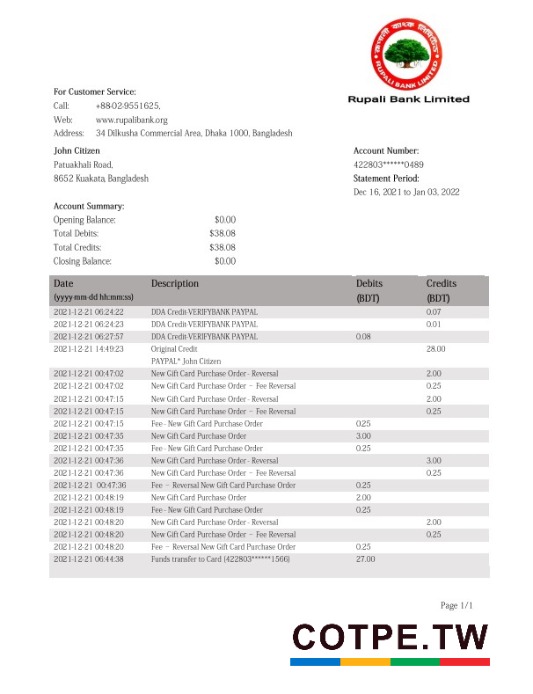 রূপালী ব্যাংক লিমিটেড
RUPALI BANK LIMITED
Rupali Bank Limited
For Customer Service:
Call: +88-02-9551625,
Web: www.rupalibank.org
Address: 34 Dilkusha Commercial Area, Dhaka 1000, Bangladesh
John Citizen
Patuakhali Road,
8652 Kuakata, Bangladesh
Account Number:
422803******0489
Statement Period:
Dec 16, 2021 to Jan 03, 2022
Account Summary:
Opening Balance: $0.00
Total Debits: $38.08
Total Credits: $38.08
Closing Balance: $0.00
Date Description Debits Credits
(yyyy-mm-dd hh:mm:ss) (BDT) (BDT)
2021-12-21 06:24:22 DDA Credit-VERIFYBANK PAYPAL 0.07
2021-12-21 06:24:23 DDA Credit-VERIFYBANK PAYPAL 0.01
2021-12-21 06:27:57 DDA Credit-VERIFYBANK PAYPAL 0.08
2021-12-21 14:49:23 Original Credit 28.00
PAYPAL* John Citizen
2021-12-21 00:47:02 New Gift Card Purchase Order - Reversal 2.00
2021-12-21 00:47:02 New Gift Card Purchase Order – Fee Reversal 0.25
2021-12-21 00:47:15 New Gift Card Purchase Order - Reversal 2.00
2021-12-21 00:47:15 New Gift Card Purchase Order – Fee Reversal 0.25
2021-12-21 00:47:15 Fee - New Gift Card Purchase Order 0.25
2021-12-21 00:47:35 New Gift Card Purchase Order 3.00
2021-12-21 00:47:35 Fee - New Gift Card Purchase Order 0.25
2021-12-21 00:47:36 New Gift Card Purchase Order - Reversal 3.00
2021-12-21 00:47:36 New Gift Card Purchase Order – Fee Reversal 0.25
2021-12-21 00:47:36 Fee – Reversal New Gift Card Purchase Order 0.25
2021-12-21 00:48:19 New Gift Card Purchase Order 2.00
2021-12-21 00:48:19 Fee - New Gift Card Purchase Order 0.25
2021-12-21 00:48:20 New Gift Card Purchase Order - Reversal 2.00
2021-12-21 00:48:20 New Gift Card Purchase Order – Fee Reversal 0.25
2021-12-21 00:48:20 Fee – Reversal New Gift Card Purchase Order 0.25
2021-12-21 06:44:38 Funds transfer to Card (422803******1566) 27.00
Page 1/1
COTPE.TW